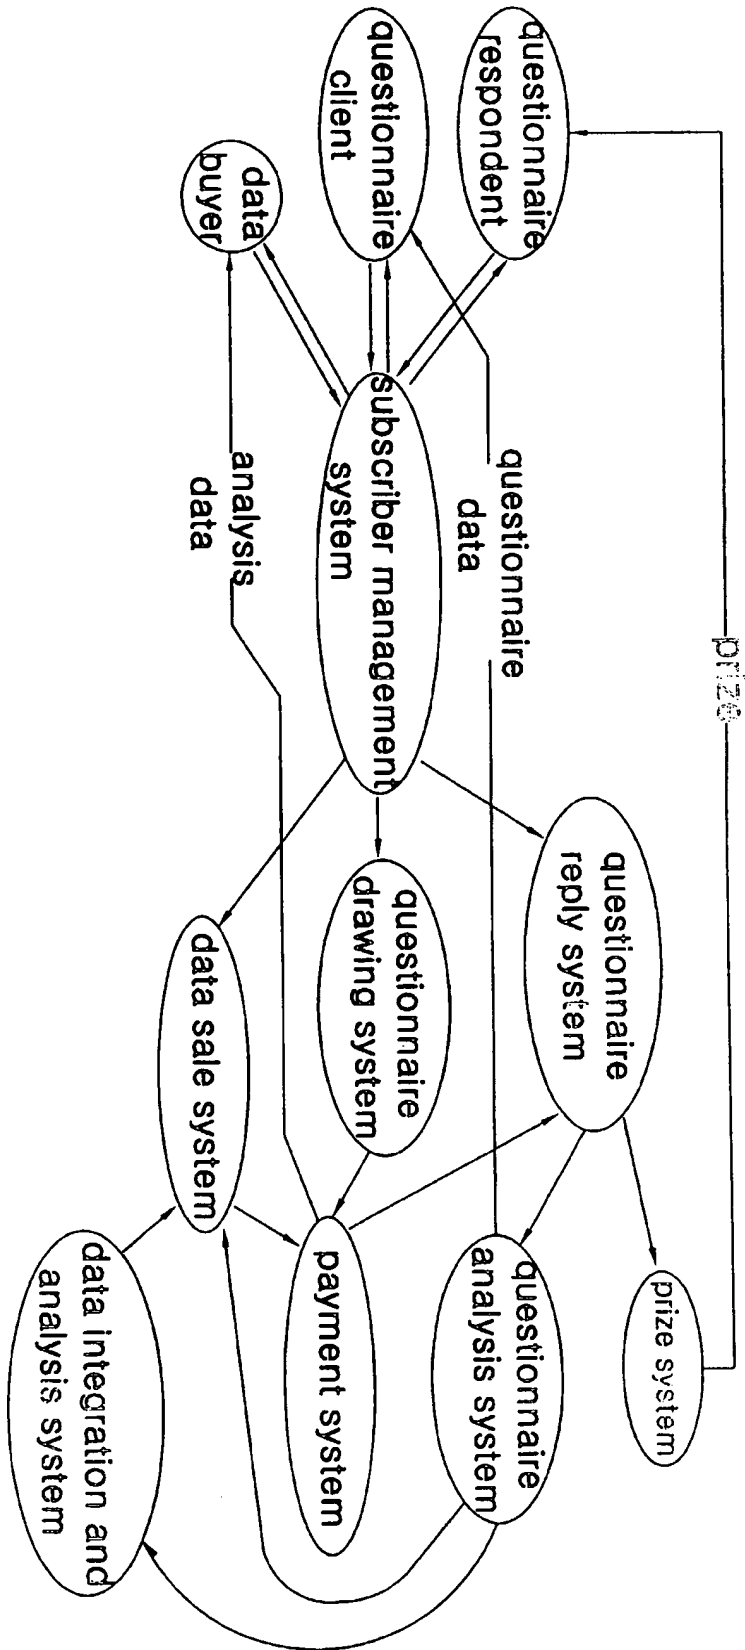 prize
questionnaire
respondent
questionnaire
client
data
buyer
questionnaire
data
subscriber management
system
analysis
data
questionnaire
reply system
questionnaire
drawing system
data sale system
prize system
questionnaire
analysis system
payment system
data integration and
analysis system